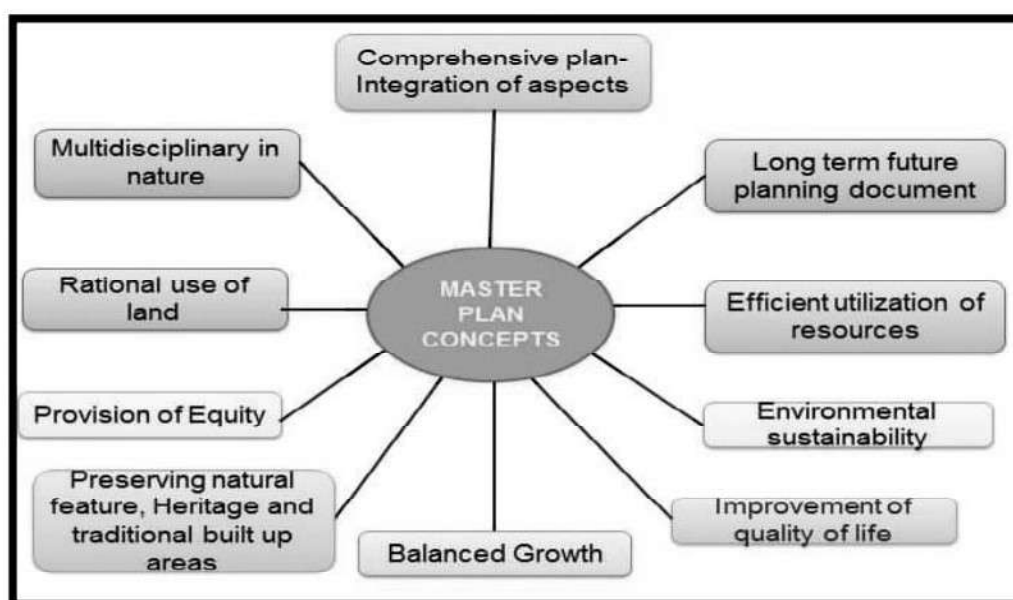 Comprehensive plan-
Integration of aspects
Multidisciplinary in
nature
Long term future
planning document
MASTER
PLAN
CONCEPTS
Rational use of
land
Efficient utilization of
resources
Provision of Equity
Environmental
sustainability
Preserving natural
feature, Heritage and
traditional built up
areas
Balanced Growth
Improvement of
quality of life